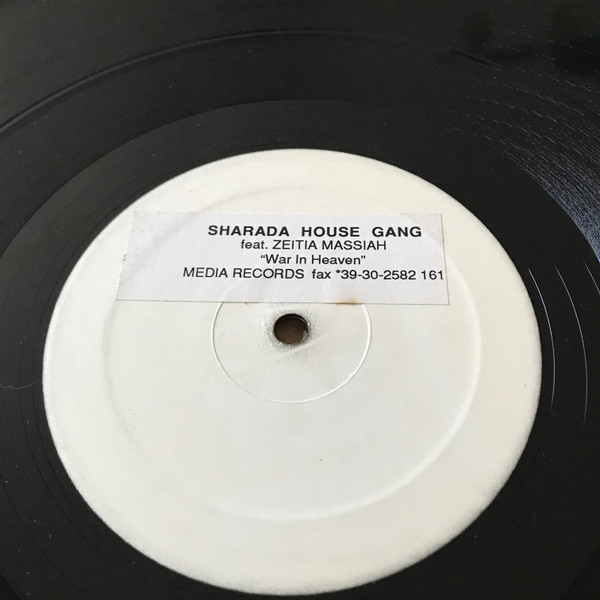 SHARADA HOUSE GANG
feat. ZEITIA MASSIAH
"War In Heaven"
MEDIA RECORDS fax *39-30-2582 161